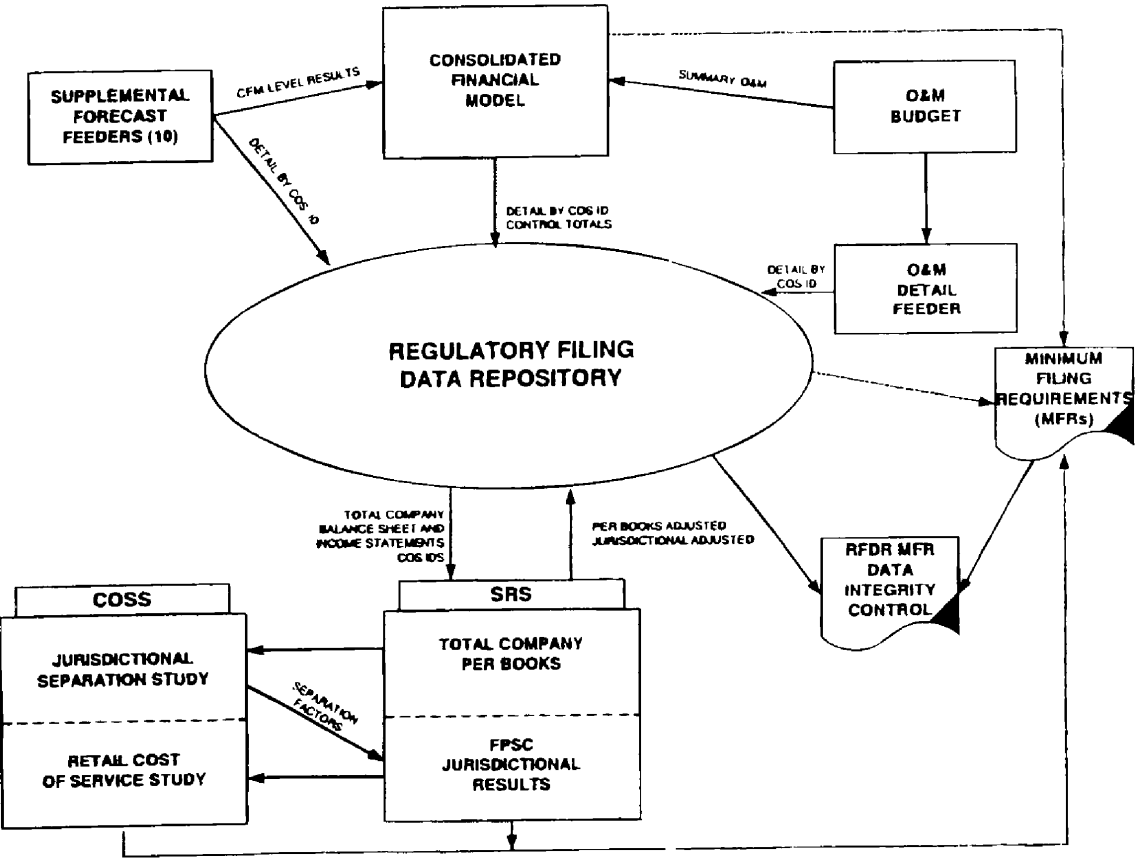 SUPPLEMENTAL
FORECAST
FEEDERS (10)
CFM LEVEL RESULTS
CONSOLIDATED
FINANCIAL
MODEL
SUMMARY O&M
O&M
BUDGET
DETAIL BY COS ID
DETAIL BY COS ID
CONTROL TOTALS
DETAIL BY
COS ID
O&M
DETAIL
FEEDER
REGULATORY FILING
DATA REPOSITORY
MINIMUM
FILING
REQUIREMENTS
(MFRs)
TOTAL COMPANY
BALANCE SHEET AND
INCOME STATEMENTS
COS IDS
PER BOOKS ADJUSTED
JURISDICTIONAL ADJUSTED
RFDR MFR
DATA
INTEGRITY
CONTROL
COSS
JURISDICTIONAL
SEPARATION STUDY
RETAIL COST
OF SERVICE STUDY
SEPARATION
FACTORS
SRS
TOTAL COMPANY
PER BOOKS
FPSC
JURISDICTIONAL
RESULTS